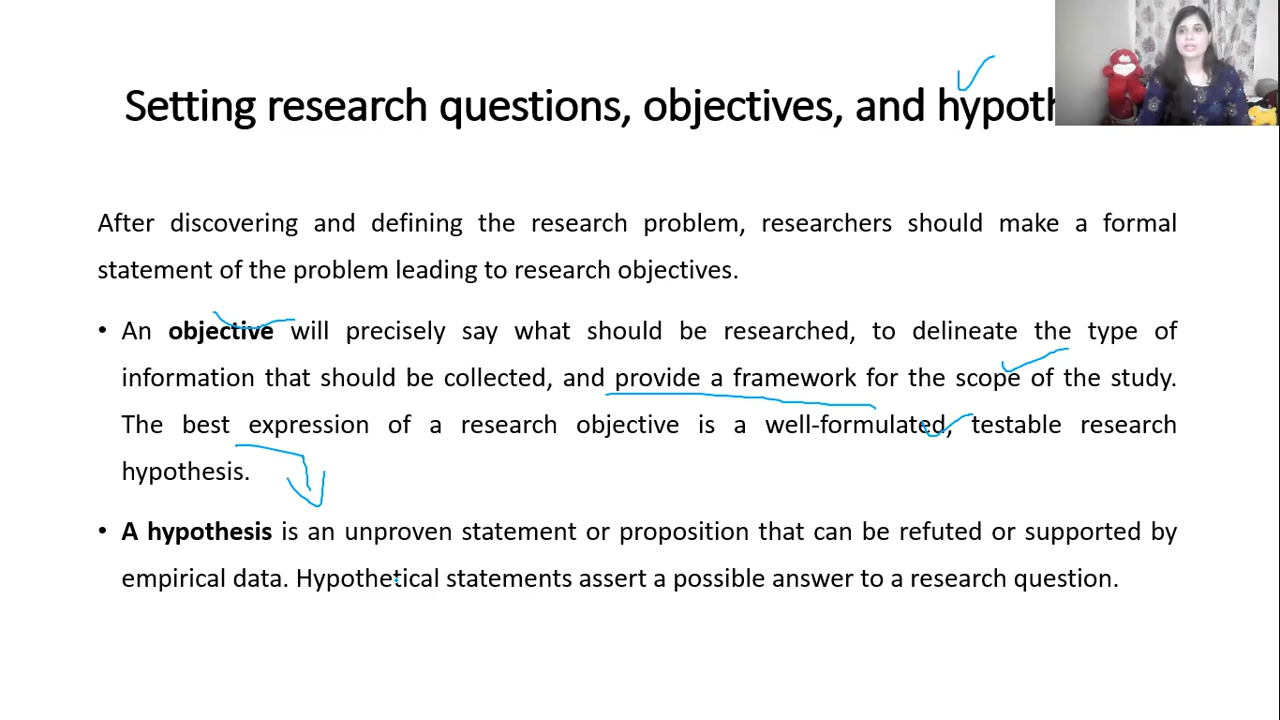 Setting research questions, objectives, and hypoth
After discovering and defining the research problem, researchers should make a formal
statement of the problem leading to research objectives.
• An objective will precisely say what should be researched, to delineate the type of
information that should be collected, and provide a framework for the scope of the study.
The best expression of a research objective is a well-formulated, testable research
hypothesis.
• A hypothesis is an unproven statement or proposition that can be refuted or supported by
empirical data. Hypothetical statements assert a possible answer to a research question.